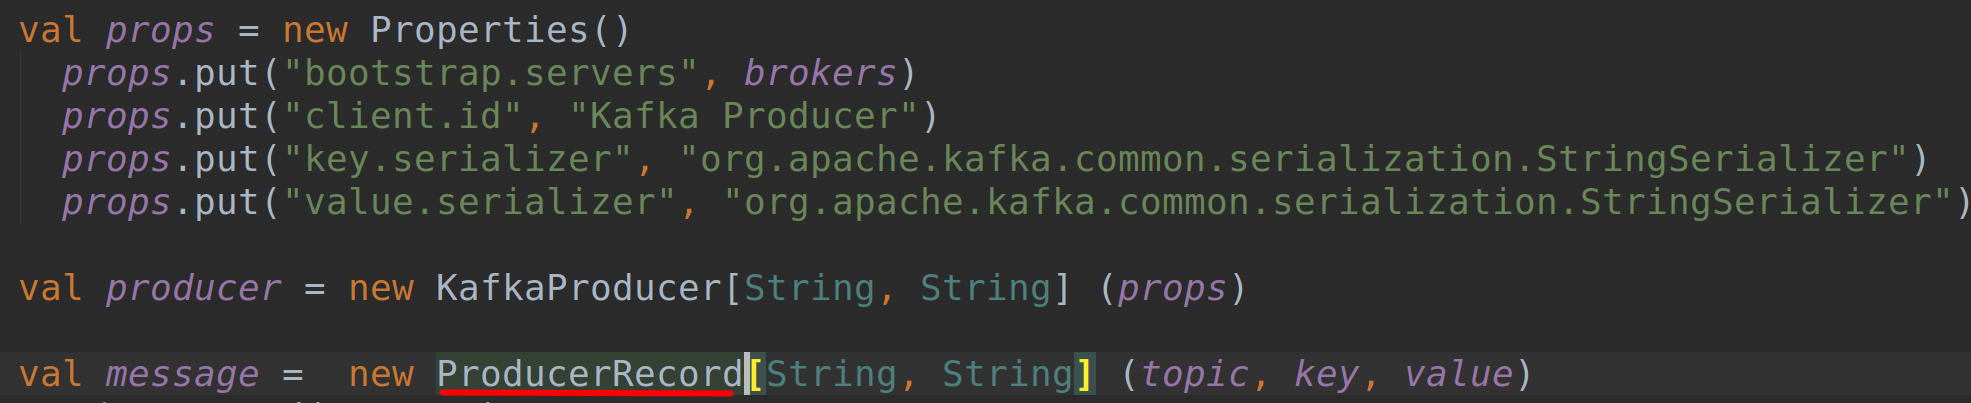 val props = new Properties()
props.put("bootstrap.servers", brokers)
props.put("client.id", "Kafka Producer")
props.put("key.serializer", "org.apache.kafka.common.serialization.StringSerializer")
props.put("value.serializer", "org.apache.kafka.common.serialization.StringSerializer")
val producer = new KafkaProducer[String, String] (props)
val message =  new ProducerRecord[String, String] (topic, key, value)